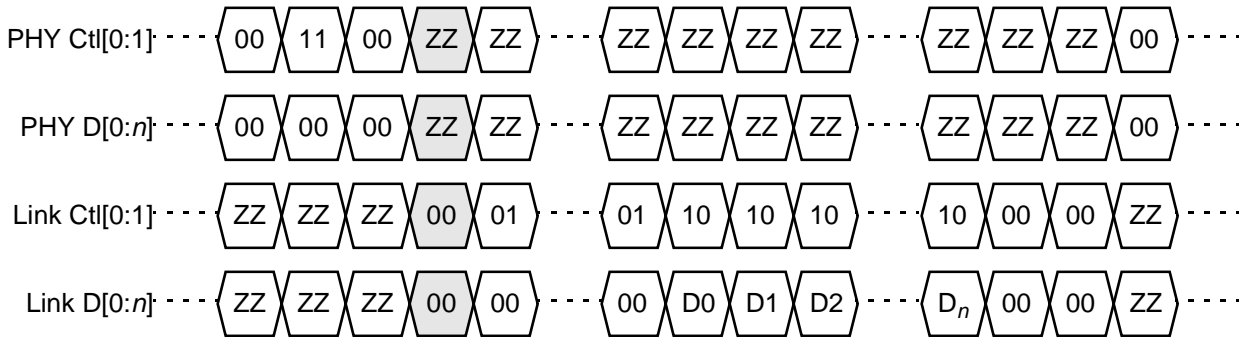 PHY Ctl[0:1] 00 11 00 ZZ ZZ ZZ ZZ ZZ ZZ ZZ ZZ ZZ 00
PHY D[0:n] 00 00 00 ZZ ZZ ZZ ZZ ZZ ZZ ZZ ZZ ZZ 00
Link Ctl[0:1] ZZ ZZ ZZ 00 01 01 10 10 10 10 00 00 ZZ
Link D[0:n] ZZ ZZ ZZ 00 00 00 D0 D1 D2 Dn 00 00 ZZ